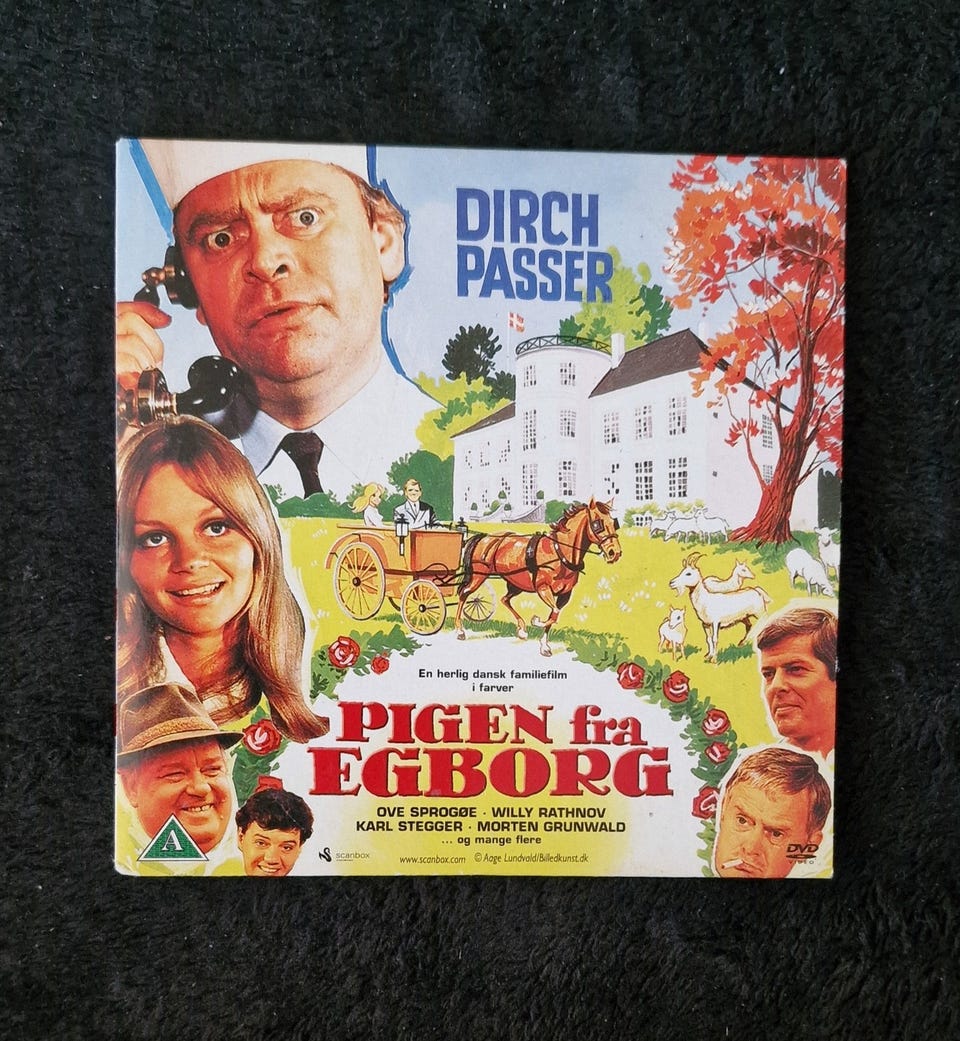 DIRCH
PASSER
En herlig dansk familiefilm
i farver
PIGEN fra
EGBORG
OVE SPROGØE · WILLY RATHNOV
KARL STEGGER · MORTEN GRUNWALD
... og mange flere
A
scanbox
www.scanbox.com © Aage Lundvald/Billedkunst.dk
DVD
VIDEO